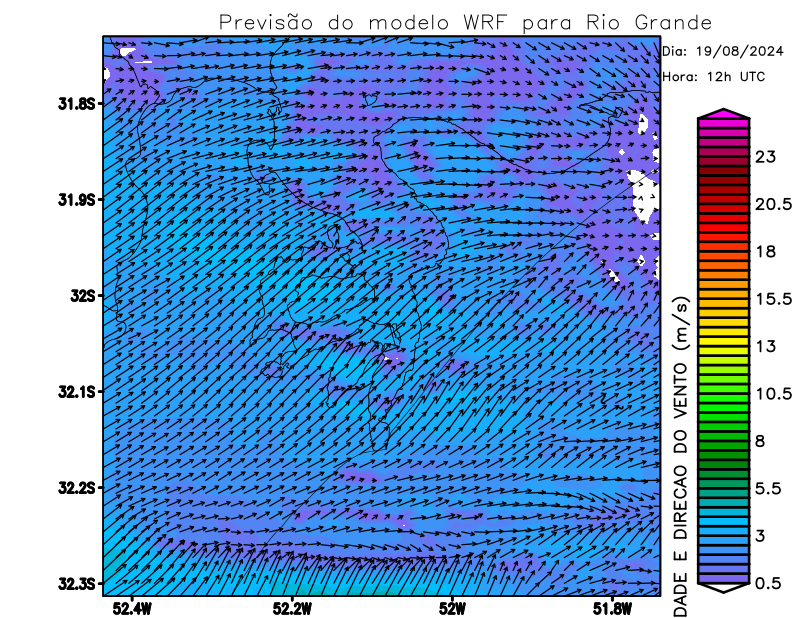 Previsão do modelo WRF para Rio Grande
Dia: 19/08/2024
Hora: 12h UTC
31.8S
31.9S
32S
32.1S
32.2S
32.3S
52.4W
52.2W
52W
51.8W
23
20.5
18
15.5
13
10.5
8
5.5
3
0.5
DADE E DIRECAO DO VENTO (m/s)